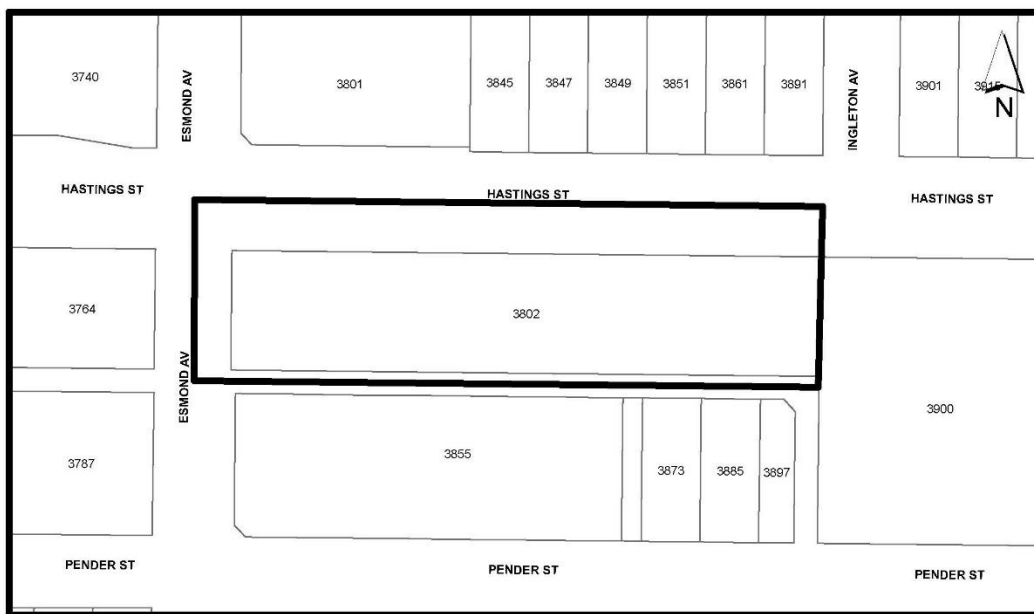 3740
ESMOND AV
3801
3845
3847
3849
3851
3861
3891
INGLETON AV
3901
3915
N
HASTINGS ST
HASTINGS ST
HASTINGS ST
3764
3802
ESMOND AV
3900
3787
3855
3873
3885
3897
PENDER ST
PENDER ST
PENDER ST